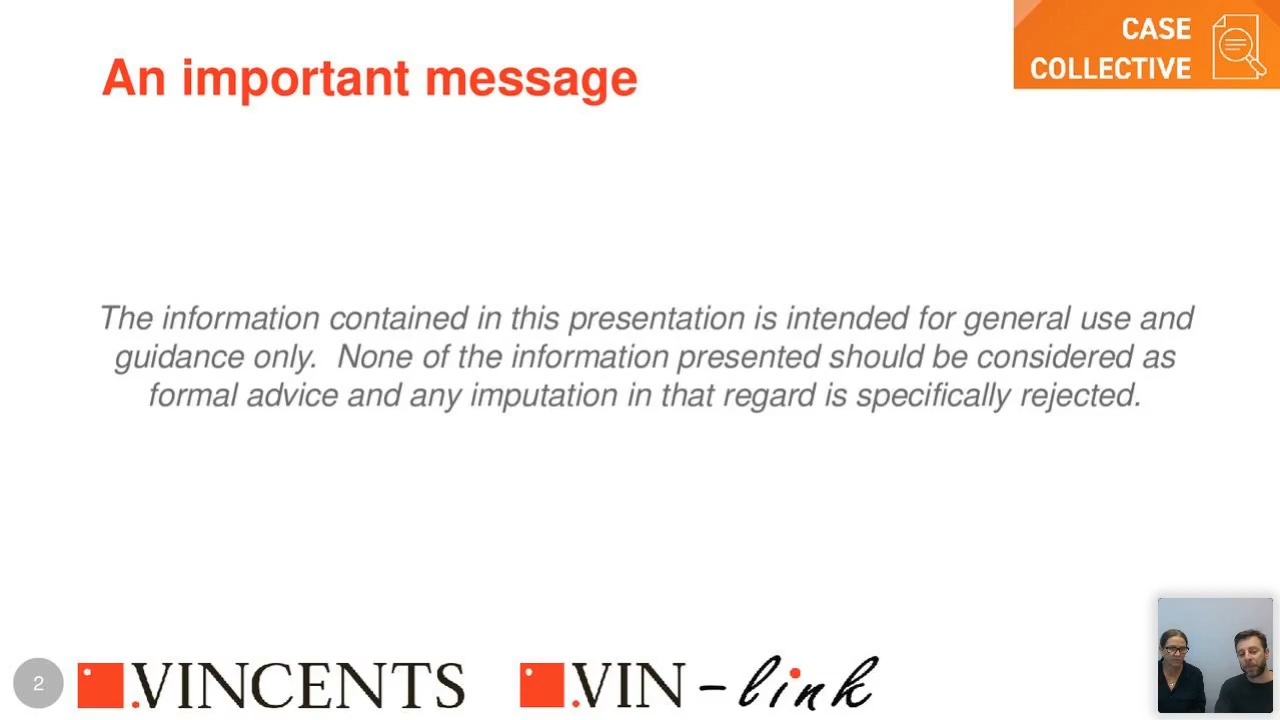 CASE
COLLECTIVE
An important message
The information contained in this presentation is intended for general use and
guidance only.  None of the information presented should be considered as
formal advice and any imputation in that regard is specifically rejected.
2
.VINCENTS
.VIN-link